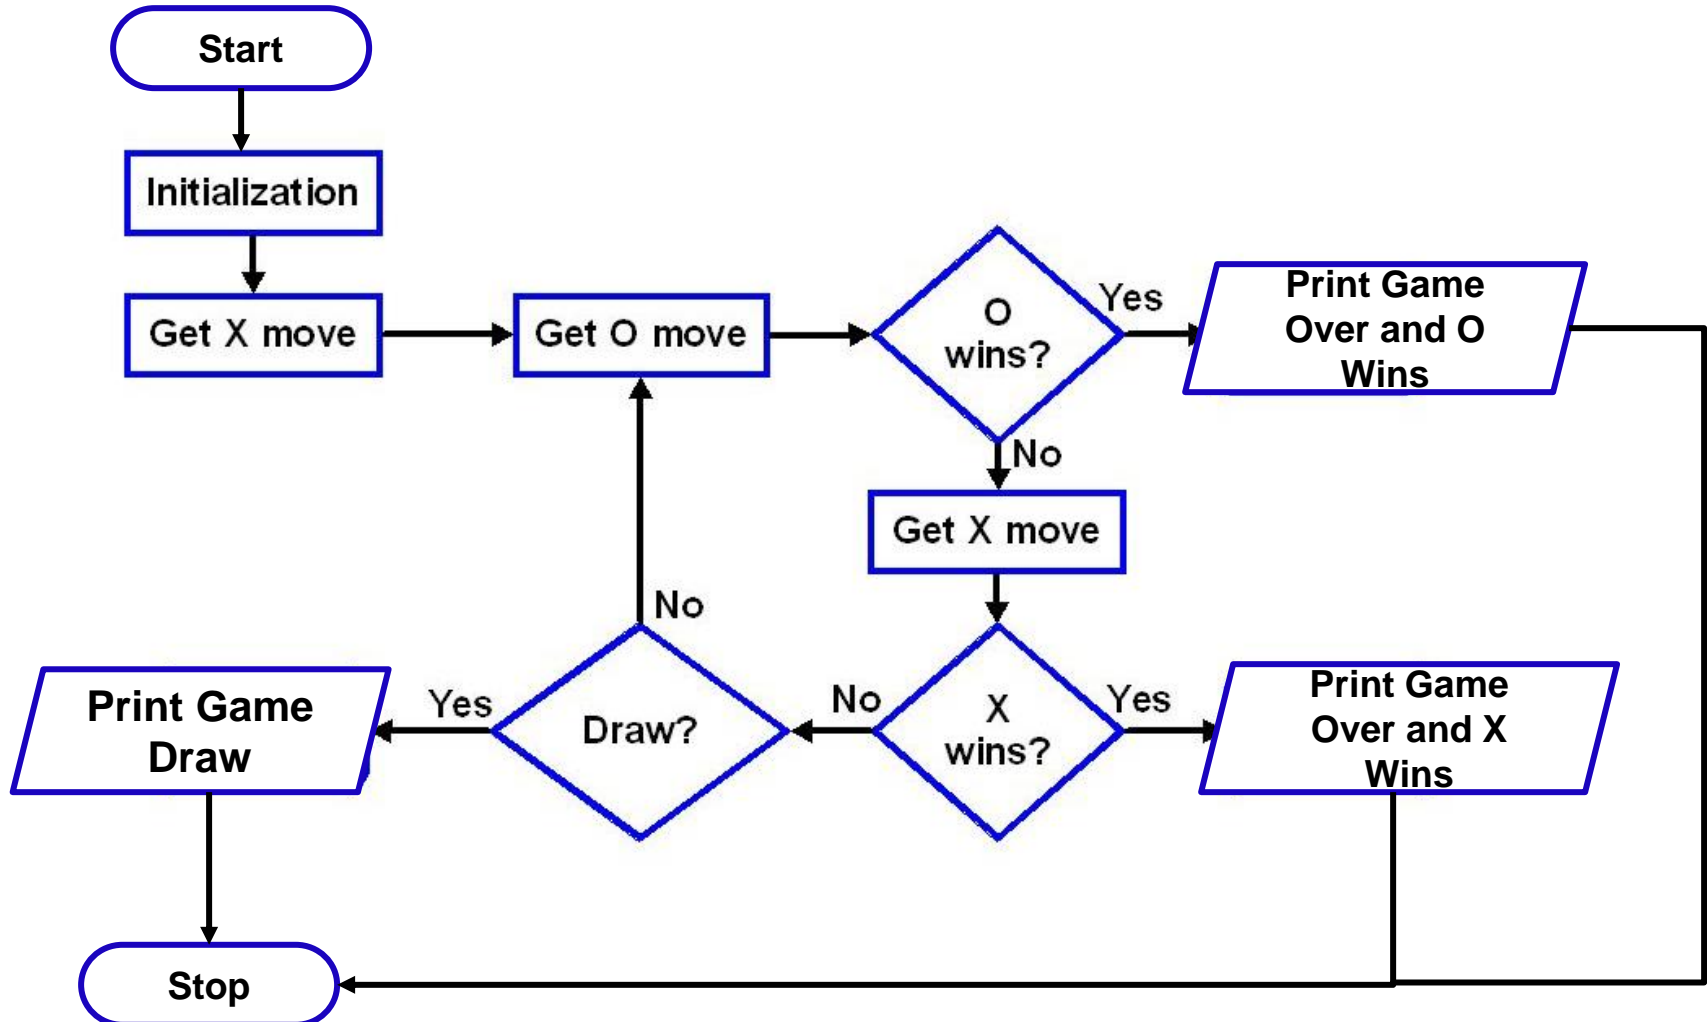 Start
Initialization
Get X move
Get O move
O
wins?
Yes
Print Game
Over and O
Wins
No
Get X move
No
Print Game
Draw
Yes
Draw?
No
X
wins?
Yes
Print Game
Over and X
Wins
Stop